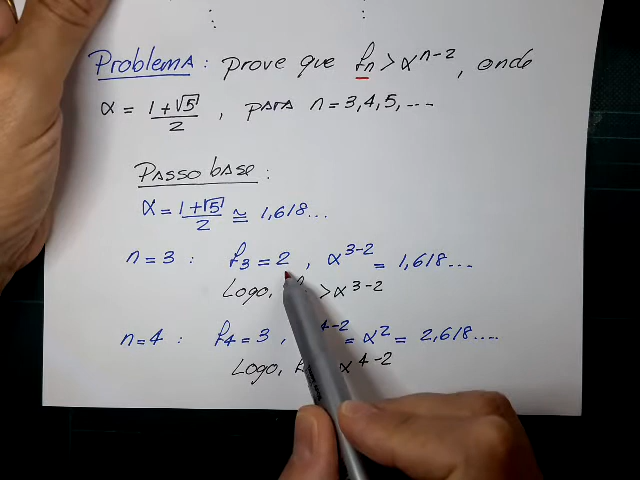 Problema: prove que fn > α^{n-2}, onde
α = (1+√5)/2, para n = 3,4,5,....
Passo base:
α = (1+√5)/2 ≅ 1,618...
n = 3 : f3 = 2, α^{3-2} = 1,618....
Logo, > α^{3-2}
n = 4 : f4 = 3, 4-2 = α² = 2,618....
Logo, α^{4-2}